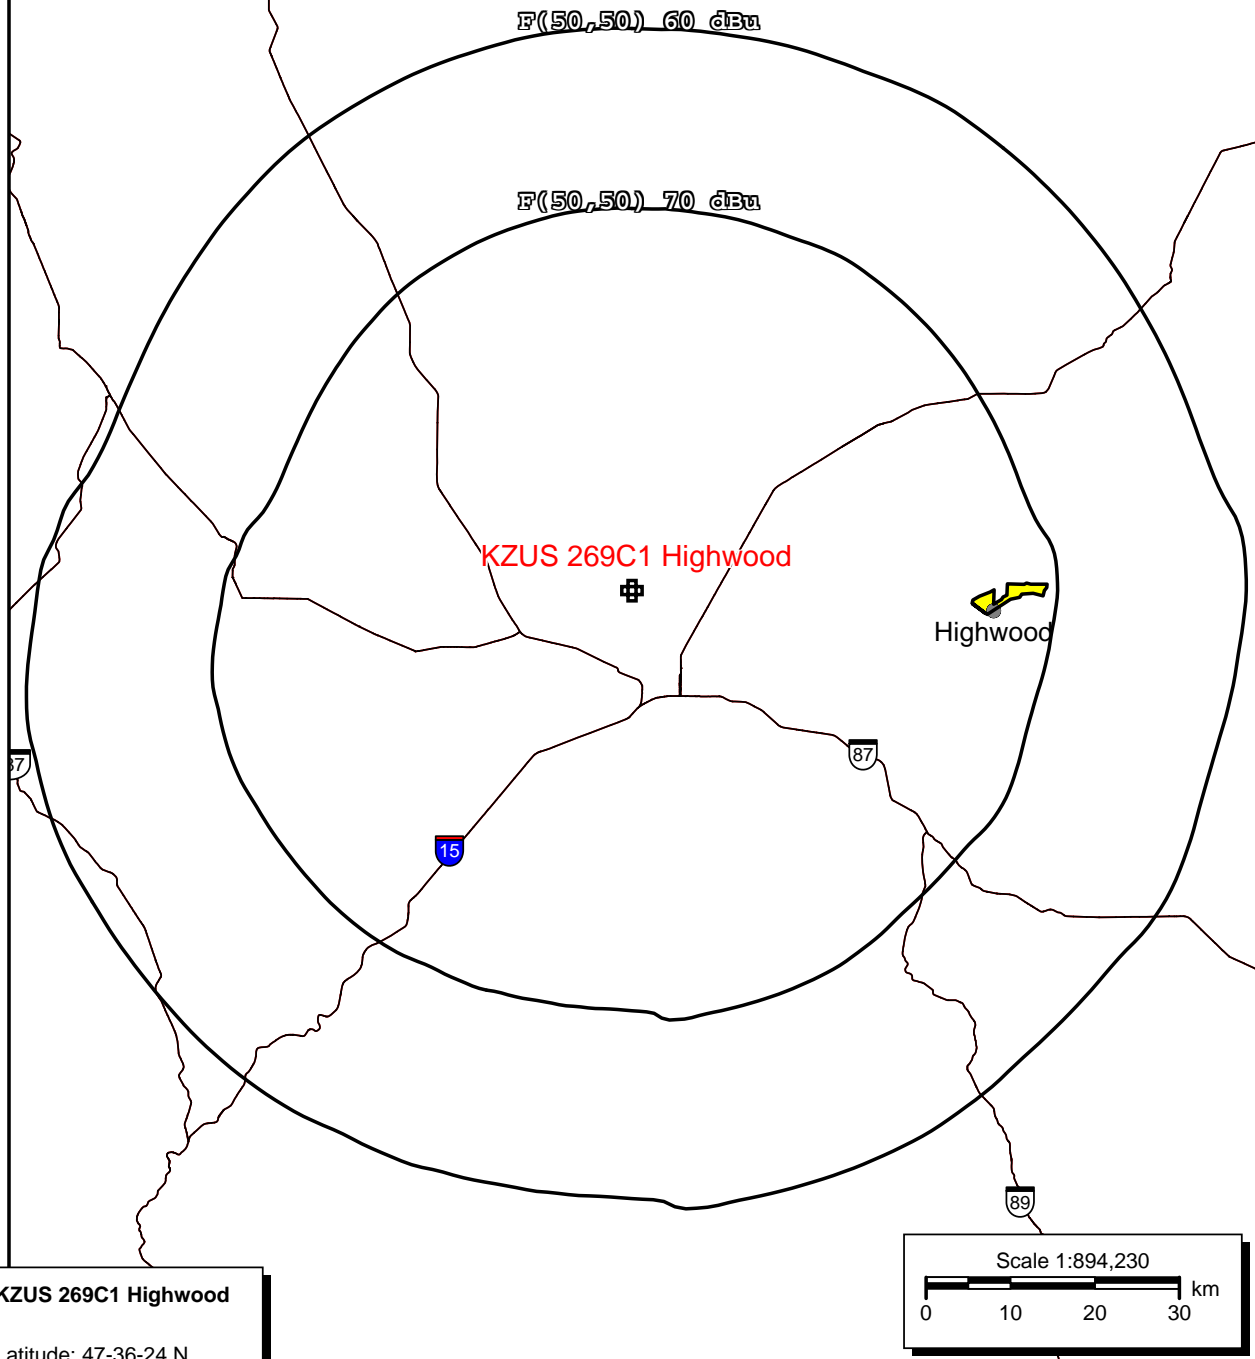 F(50,50) 60 dBu
F(50,50) 70 dBu
KZUS 269C1 Highwood
Highwood
87
87
15
89
Scale 1:894,230
km
0 10 20 30
KZUS 269C1 Highwood
atitude: 47-36-24 N